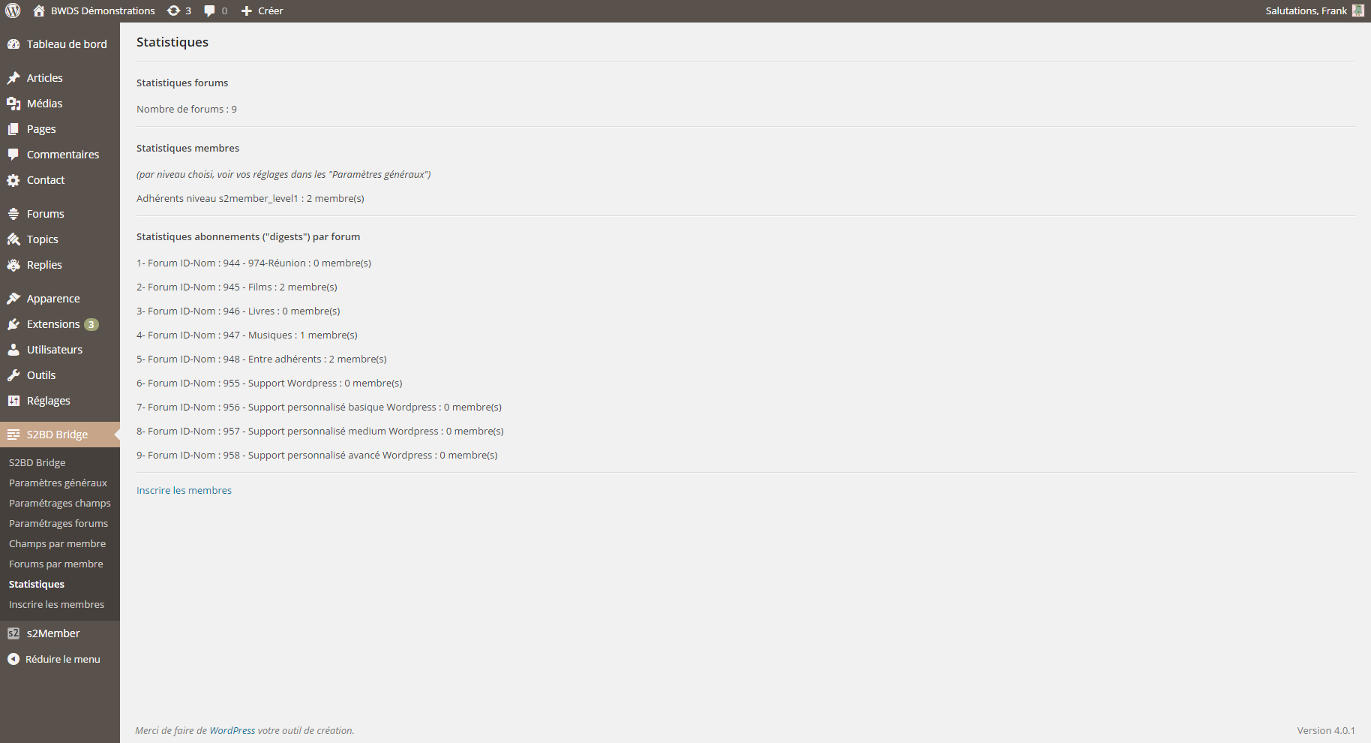 BWDS Démonstrations 3 0 Créer Salutations, Frank
Tableau de bord
Articles
Médias
Pages
Commentaires
Contact
Forums
Topics
Replies
Apparence
Extensions 3
Utilisateurs
Outils
Réglages
S2BD Bridge
S2BD Bridge
Paramètres généraux
Paramétrages champs
Paramétrages forums
Champs par membre
Forums par membre
Statistiques
Inscrire les membres
s2 s2Member
Réduire le menu
Statistiques
Statistiques forums
Nombre de forums : 9
Statistiques membres
(par niveau choisi, voir vos réglages dans les "Paramètres généraux")
Adhérents niveau s2member_level1 : 2 membre(s)
Statistiques abonnements ("digests") par forum
1- Forum ID-Nom : 944 - 974-Réunion : 0 membre(s)
2- Forum ID-Nom : 945 - Films : 2 membre(s)
3- Forum ID-Nom : 946 - Livres : 0 membre(s)
4- Forum ID-Nom : 947 - Musiques : 1 membre(s)
5- Forum ID-Nom : 948 - Entre adhérents : 2 membre(s)
6- Forum ID-Nom : 955 - Support Wordpress : 0 membre(s)
7- Forum ID-Nom : 956 - Support personnalisé basique Wordpress : 0 membre(s)
8- Forum ID-Nom : 957 - Support personnalisé medium Wordpress : 0 membre(s)
9- Forum ID-Nom : 958 - Support personnalisé avancé Wordpress : 0 membre(s)
Inscrire les membres
Merci de faire de WordPress votre outil de création. Version 4.0.1